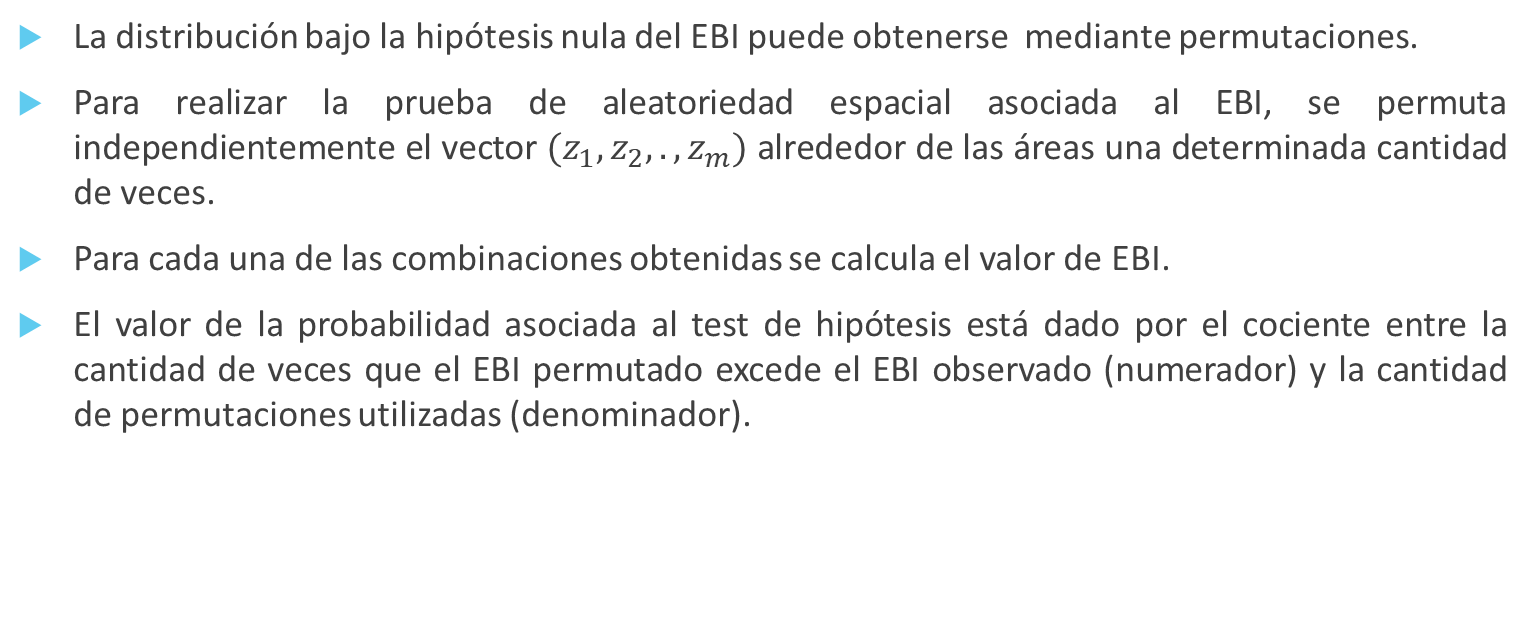 La distribución bajo la hipótesis nula del EBI puede obtenerse mediante permutaciones.
Para realizar la prueba de aleatoriedad espacial asociada al EBI, se permuta
independientemente el vector (z₁, z₂, . , zₘ) alrededor de las áreas una determinada cantidad
de veces.
Para cada una de las combinaciones obtenidas se calcula el valor de EBI.
El valor de la probabilidad asociada al test de hipótesis está dado por el cociente entre la
cantidad de veces que el EBI permutado excede el EBI observado (numerador) y la cantidad
de permutaciones utilizadas (denominador).